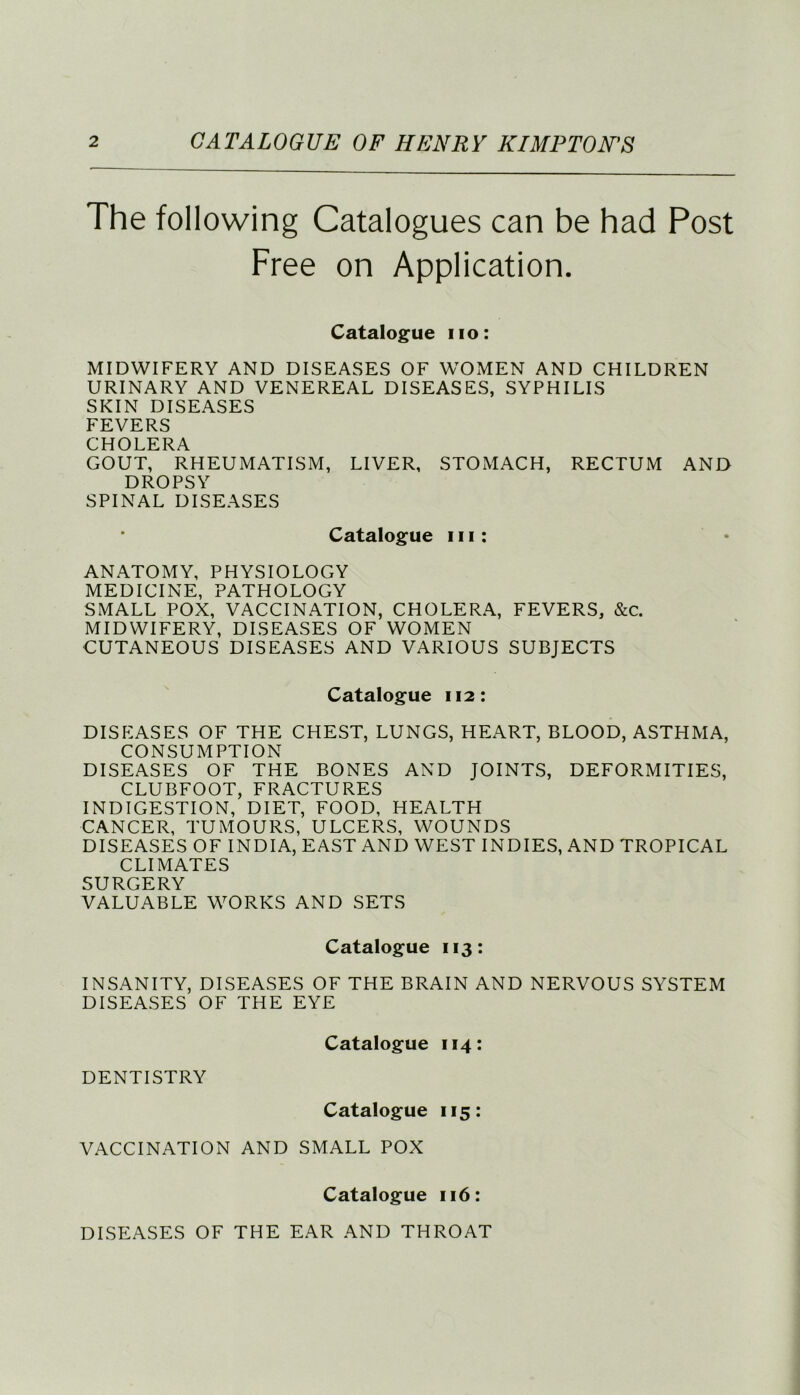 2 CATALOGUE OF HENRY KIMPTON'S
The following Catalogues can be had Post
Free on Application.
Catalogue 110:
MIDWIFERY AND DISEASES OF WOMEN AND CHILDREN
URINARY AND VENEREAL DISEASES, SYPHILIS
SKIN DISEASES
FEVERS
CHOLERA
GOUT, RHEUMATISM, LIVER, STOMACH, RECTUM AND
DROPSY
SPINAL DISEASES
Catalogue 111:
ANATOMY, PHYSIOLOGY
MEDICINE, PATHOLOGY
SMALL POX, VACCINATION, CHOLERA, FEVERS, &c.
MIDWIFERY, DISEASES OF WOMEN
CUTANEOUS DISEASES AND VARIOUS SUBJECTS
Catalogue 112:
DISEASES OF THE CHEST, LUNGS, HEART, BLOOD, ASTHMA,
CONSUMPTION
DISEASES OF THE BONES AND JOINTS, DEFORMITIES,
CLUBFOOT, FRACTURES
INDIGESTION, DIET, FOOD, HEALTH
CANCER, TUMOURS, ULCERS, WOUNDS
DISEASES OF INDIA, EAST AND WEST INDIES, AND TROPICAL
CLIMATES
SURGERY
VALUABLE WORKS AND SETS
Catalogue 113:
INSANITY, DISEASES OF THE BRAIN AND NERVOUS SYSTEM
DISEASES OF THE EYE
Catalogue 114:
DENTISTRY
Catalogue 115:
VACCINATION AND SMALL POX
Catalogue 116:
DISEASES OF THE EAR AND THROAT